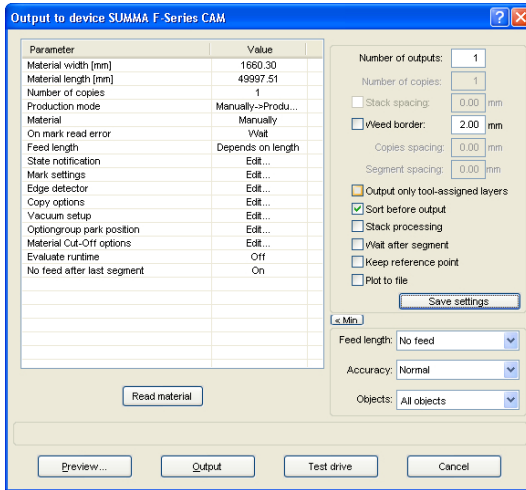 Output to device SUMMA F-Series CAM
Parameter Value
Material width [mm] 1660.30
Material length [mm] 49997.51
Number of copies 1
Production mode Manually->Produ...
Material Manually
On mark read error Wait
Feed length Depends on length
State notification Edit...
Mark settings Edit...
Edge detector Edit...
Copy options Edit...
Vacuum setup Edit...
Optiongroup park position Edit...
Material Cut-Off options Edit...
Evaluate runtime Off
No feed after last segment On
Read material
Number of outputs: 1
Number of copies: 1
Stack spacing: 0.00 mm
Weed border: 2.00 mm
Copies spacing: 0.00 mm
Segment spacing: 0.00 mm
Output only tool-assigned layers
Sort before output
Stack processing
Wait after segment
Keep reference point
Plot to file
Save settings
< Min
Feed length: No feed
Accuracy: Normal
Objects: All objects
Preview... Output Test drive Cancel